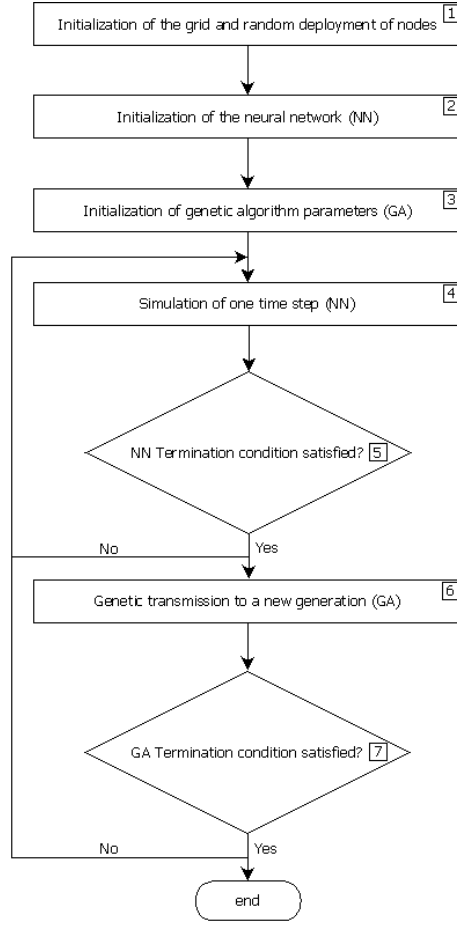 1
Initialization of the grid and random deployment of nodes
2
Initialization of the neural network (NN)
3
Initialization of genetic algorithm parameters (GA)
4
Simulation of one time step (NN)
NN Termination condition satisfied? 5
No
Yes
6
Genetic transmission to a new generation (GA)
GA Termination condition satisfied? 7
No
Yes
end